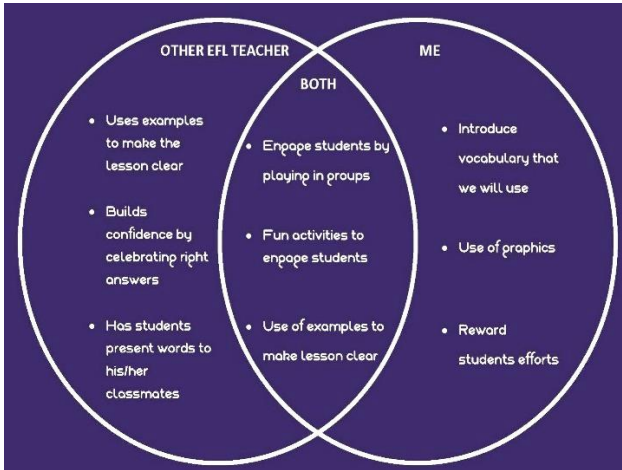 OTHER EFL TEACHER
• Uses examples
to make the
lesson clear
• Builds
confidence by
celebrating right
answers
• Has students
present words to
his/her
classmates
BOTH
• Engage students by
playing in groups
• Fun activities to
engage students
• Use of examples to
make lesson clear
ME
• Introduce
vocabulary that
we will use
• Use of graphics
• Reward
students efforts